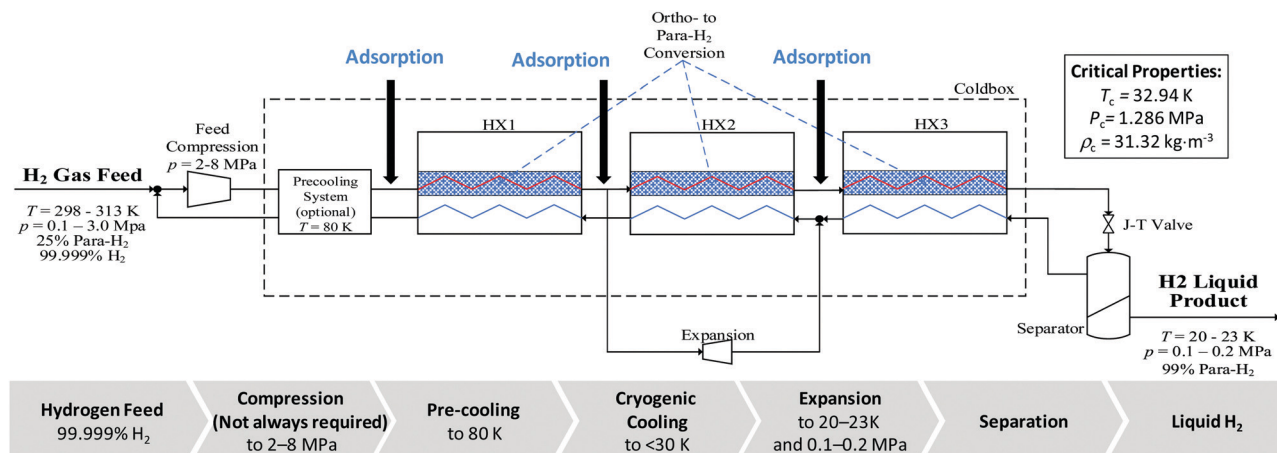 Ortho- to
Para-H2
Conversion
Adsorption
Adsorption
Adsorption
Critical Properties:
Tc = 32.94 K
Pc= 1.286 MPa
ρc = 31.32 kg·m-3
Coldbox
Feed
Compression
p = 2-8 MPa
HX1
HX2
HX3
H2 Gas Feed
T = 298 - 313 K
p = 0.1 – 3.0 Mpa
25% Para-H2
99.999% H2
Precooling
System
(optional)
T = 80 K
J-T Valve
Expansion
Separator
H2 Liquid
Product
T = 20 - 23 K
p = 0.1 – 0.2 MPa
99% Para-H2
Hydrogen Feed
99.999% H2
Compression
(Not always required)
to 2–8 MPa
Pre-cooling
to 80 K
Cryogenic
Cooling
to <30 K
Expansion
to 20–23K
and 0.1–0.2 MPa
Separation
Liquid H2